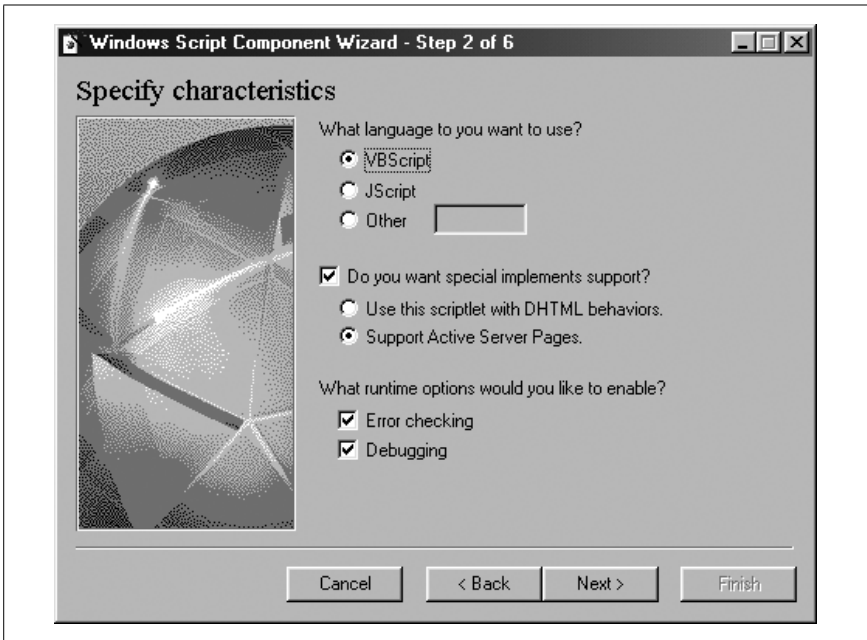 Windows Script Component Wizard - Step 2 of 6
Specify characteristics
What language to you want to use?
VBScript
JScript
Other
Do you want special implements support?
Use this scriptlet with DHTML behaviors.
Support Active Server Pages.
What runtime options would you like to enable?
Error checking
Debugging
Cancel
< Back
Next >
Finish